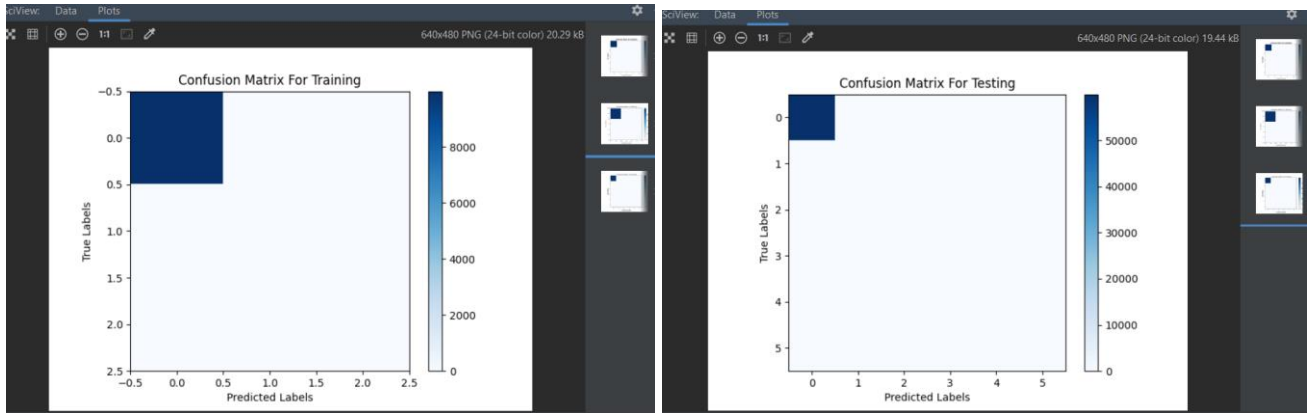 SciView: Data Plots
1:1 640x480 PNG (24-bit color) 20.29 kB
Confusion Matrix For Training
−0.5
0.0
0.5
1.0
1.5
2.0
2.5
True Labels
−0.5 0.0 0.5 1.0 1.5 2.0 2.5
Predicted Labels
8000
6000
4000
2000
0
SciView: Data Plots
1:1 640x480 PNG (24-bit color) 19.44 kB
Confusion Matrix For Testing
0
1
2
3
4
5
True Labels
0 1 2 3 4 5
Predicted Labels
50000
40000
30000
20000
10000
0